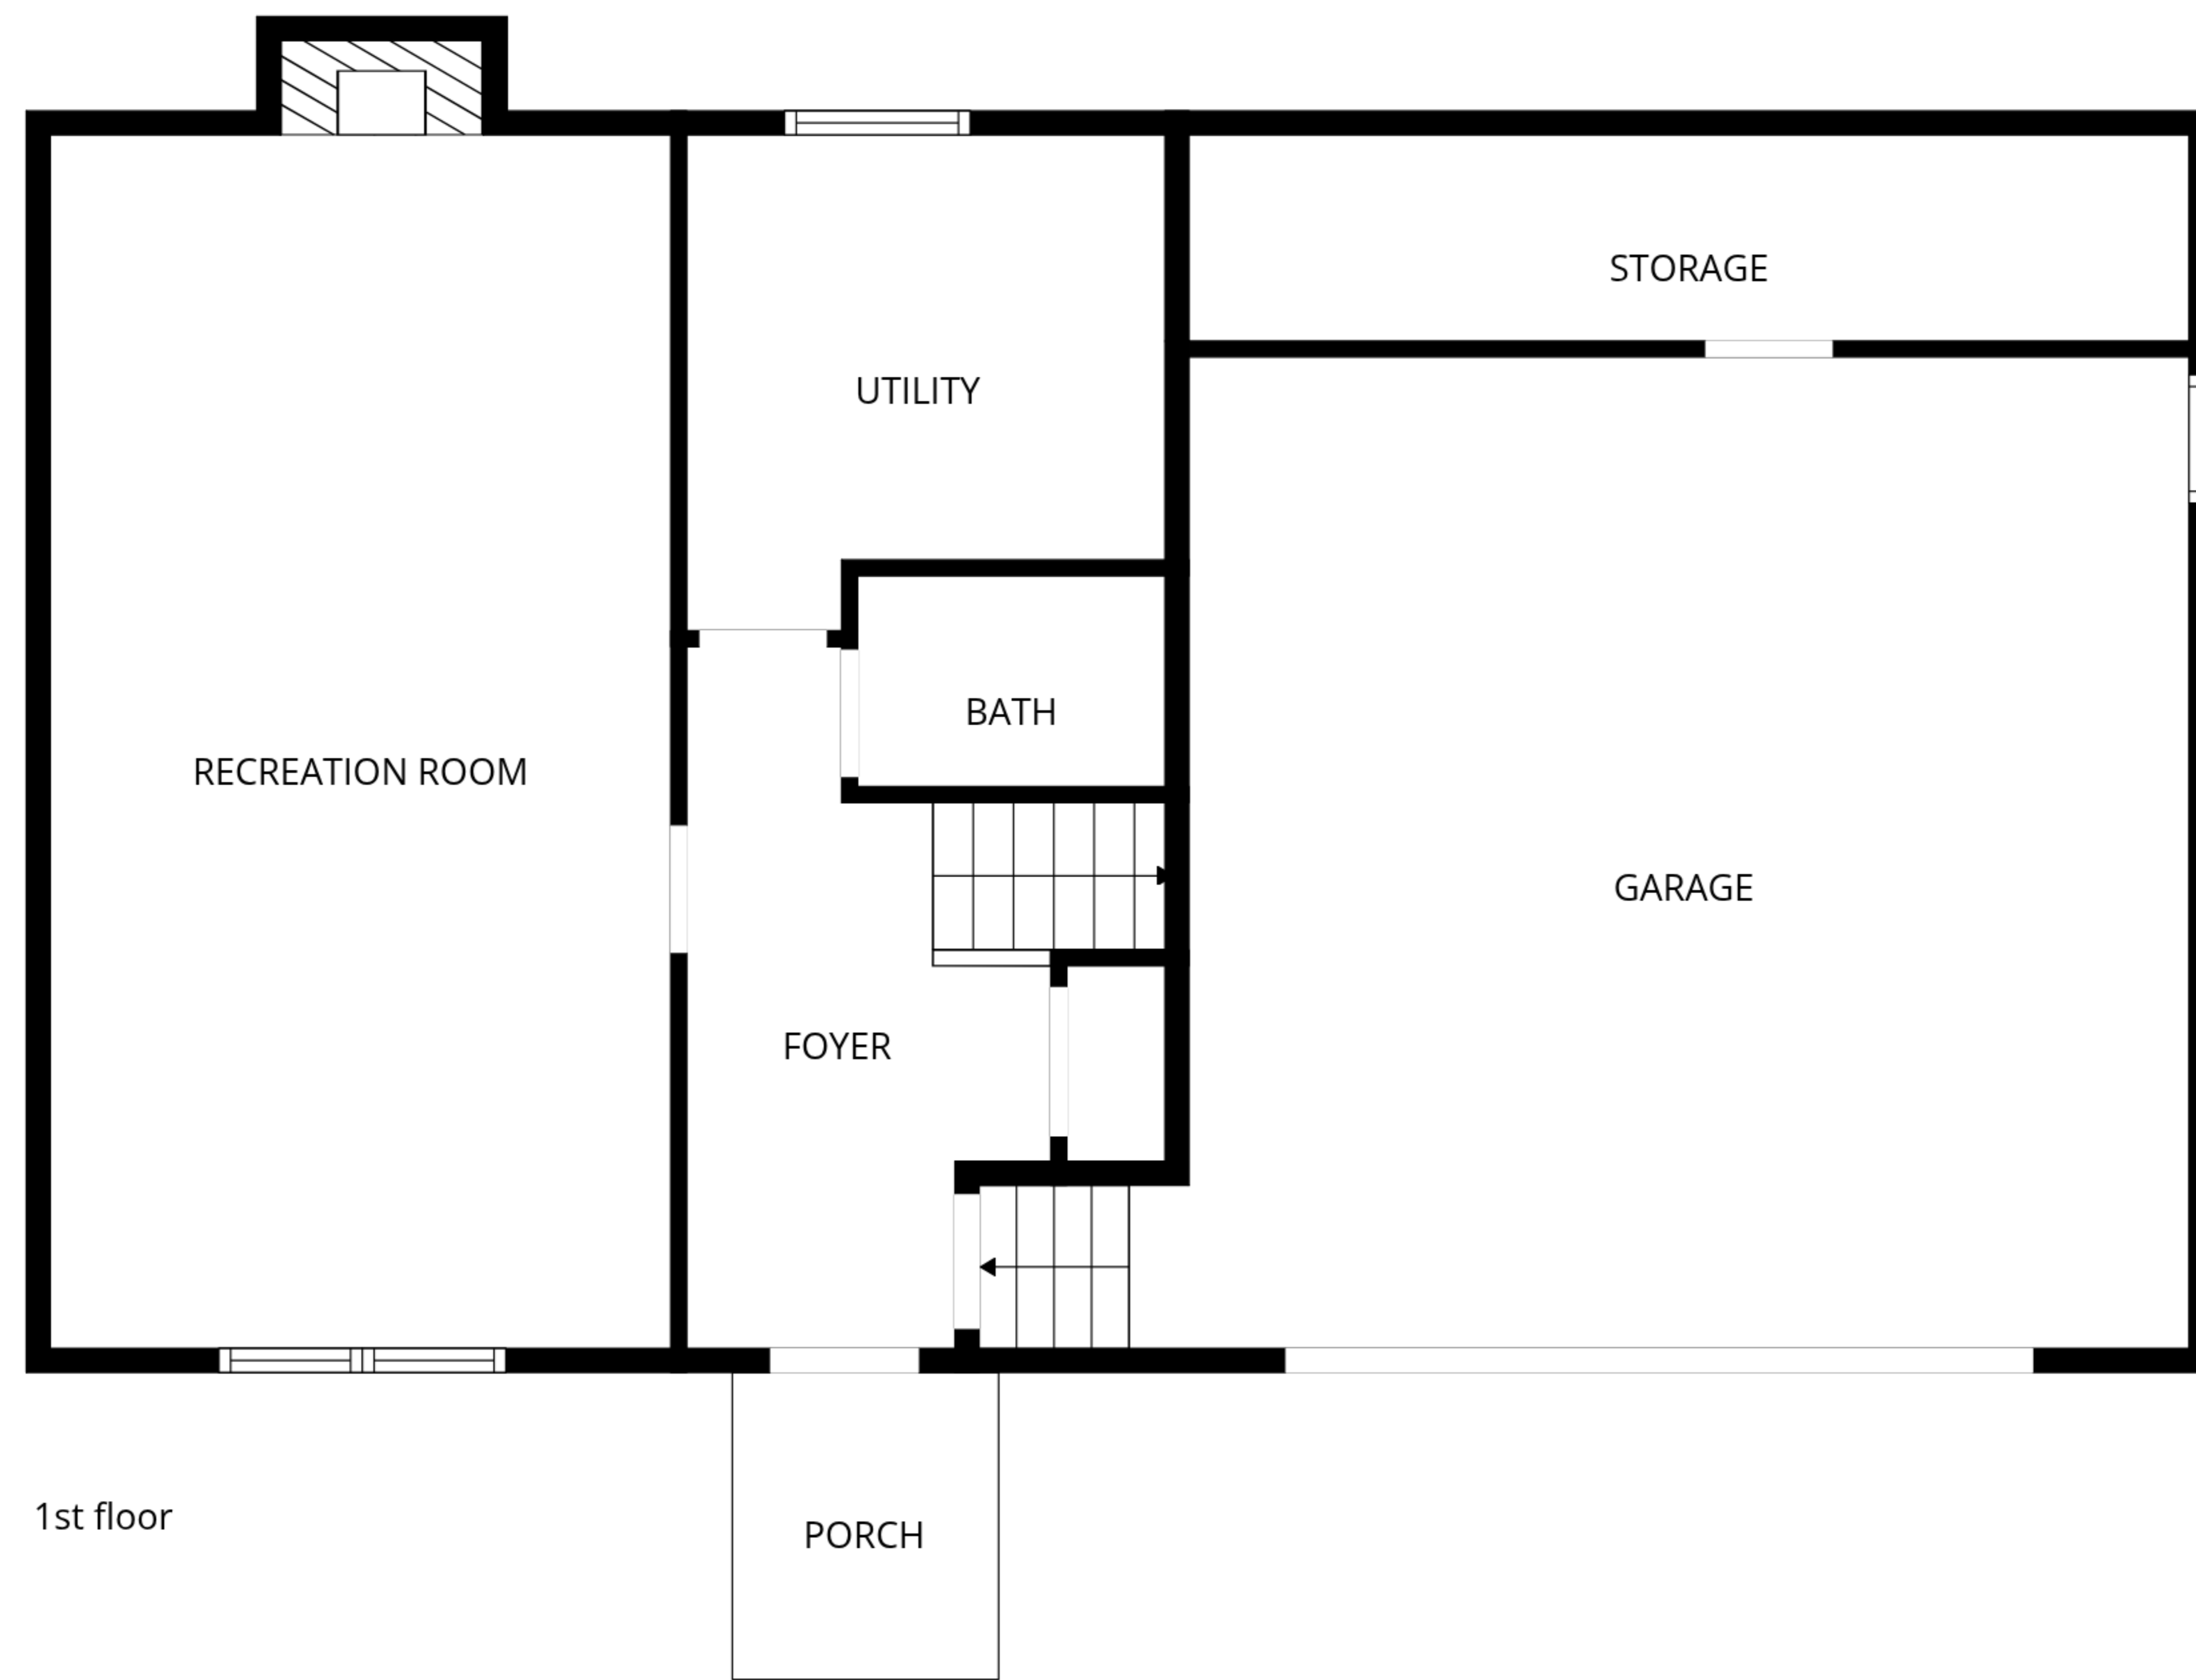 STORAGE
UTILITY
BATH
RECREATION ROOM
GARAGE
FOYER
1st floor
PORCH